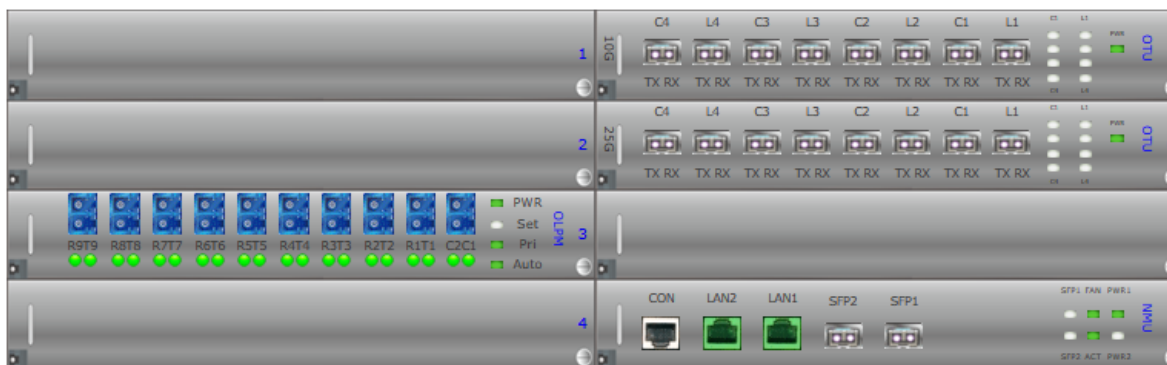 C4 L4 C3 L3 C2 L2 C1 L1 C1 L1
10G PWR OTU
1
TX RX TX RX TX RX TX RX TX RX TX RX TX RX TX RX
C4 L4 C3 L3 C2 L2 C1 L1 C1 L1
25G PWR OTU
2
TX RX TX RX TX RX TX RX TX RX TX RX TX RX TX RX
PWR
Set
OLPM 3
R9T9 R8T8 R7T7 R6T6 R5T5 R4T4 R3T3 R2T2 R1T1 C2C1 Pri
Auto
SFP1 FAN PWR1
CON LAN2 LAN1 SFP2 SFP1
4
NMU
SFP2 ACT PWR2